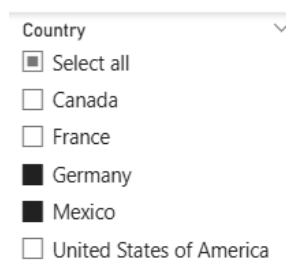 Country
Select all
Canada
France
Germany
Mexico
United States of America